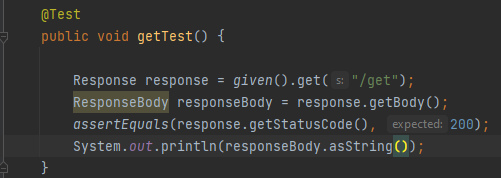 @Test
public void getTest() {
Response response = given().get( s: "/get");
ResponseBody responseBody = response.getBody();
assertEquals(response.getStatusCode(), expected: 200);
System.out.println(responseBody.asString());
}